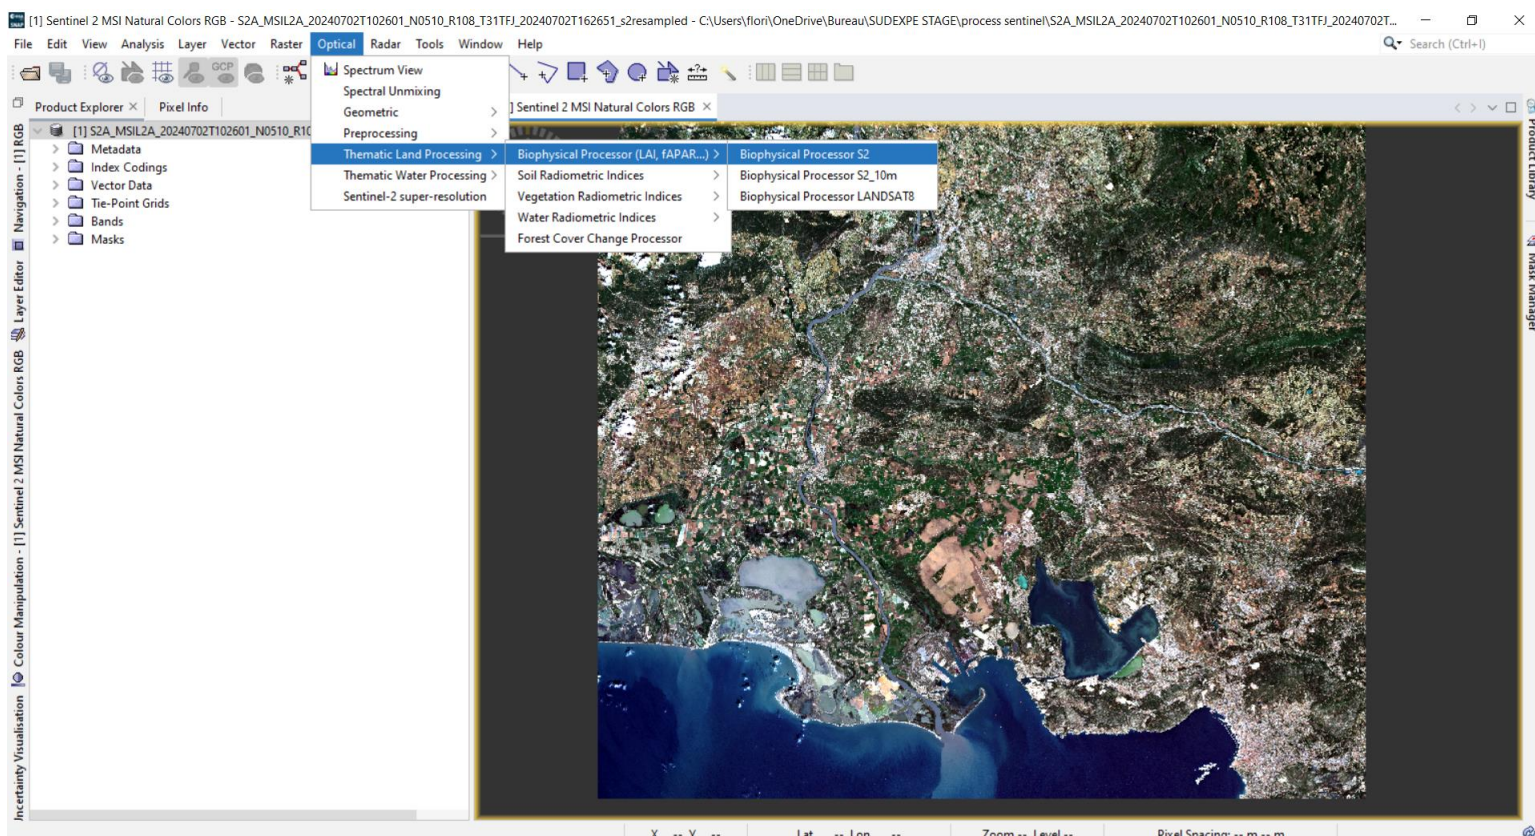 [1] Sentinel 2 MSI Natural Colors RGB - S2A_MSIL2A_20240702T102601_N0510_R108_T31TFJ_20240702T162651_s2resampled - C:\Users\flori\OneDrive\Bureau\SUDEXPE STAGE\process sentinel\S2A_MSIL2A_20240702T102601_N0510_R108_T31TFJ_20240702T...
File Edit View Analysis Layer Vector Raster Optical Radar Tools Window Help
Search (Ctrl+I)
GCP
Product Explorer
Pixel Info
] Sentinel 2 MSI Natural Colors RGB
[1] S2A_MSIL2A_20240702T102601_N0510_R10
Metadata
Index Codings
Vector Data
Tie-Point Grids
Bands
Masks
Spectrum View
Spectral Unmixing
Geometric
Preprocessing
Thematic Land Processing
Thematic Water Processing
Sentinel-2 super-resolution
Biophysical Processor (LAI, fAPAR...)
Soil Radiometric Indices
Vegetation Radiometric Indices
Water Radiometric Indices
Forest Cover Change Processor
Biophysical Processor S2
Biophysical Processor S2_10m
Biophysical Processor LANDSAT8
Navigation - [1] RGB
Layer Editor
Colour Manipulation - [1] Sentinel 2 MSI Natural Colors RGB
Uncertainty Visualisation
Product Library
Mask Manager
X -- Y -- Lat -- Lon -- Zoom -- Level -- Pixel Spacing: -- m -- m